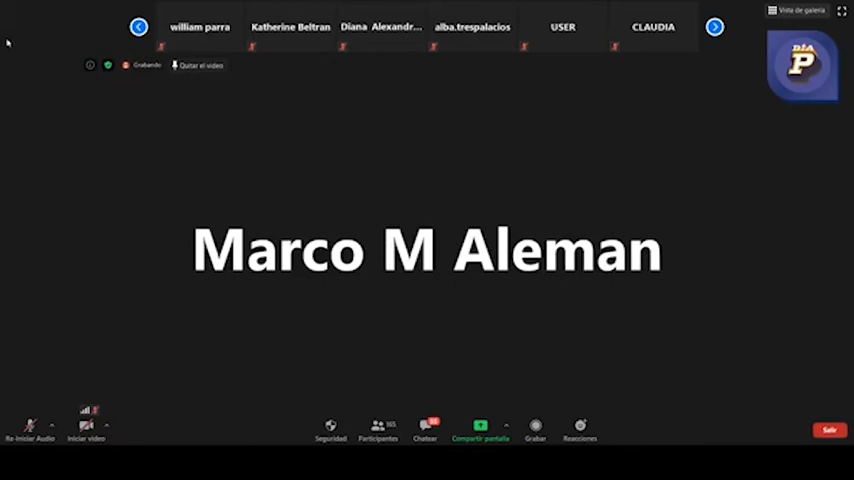 william parra
Katherine Beltran
Diana Alexandr...
alba.trespalacios
USER
CLAUDIA
Vista de galería
Grabando
Quitar el video
DÍA
P
Marco M Aleman
Re-iniciar Audio
Iniciar video
Seguridad
Participantes
365
Chatear
Compartir pantalla
Grabar
Reacciones
Salir